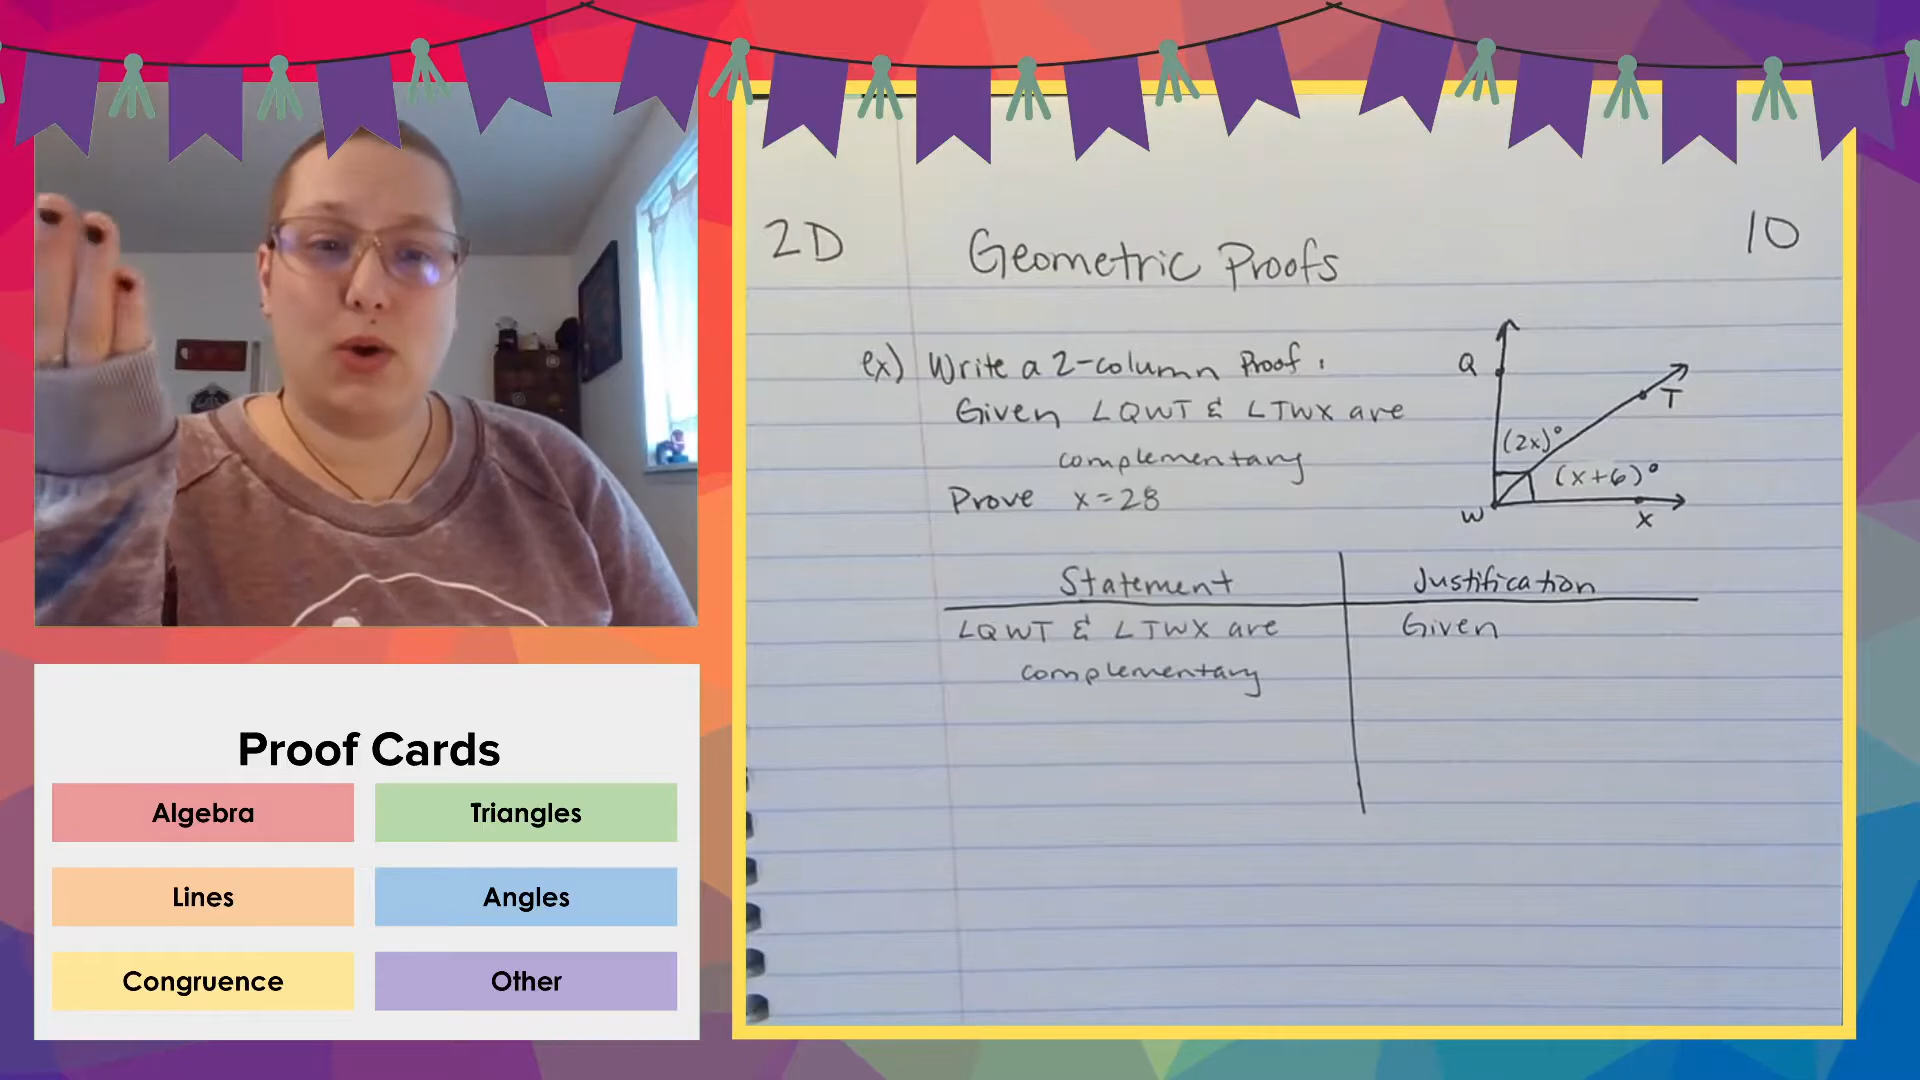 2D Geometric Proofs 10
ex) Write a 2-column Proof.
Given ∠QWT & ∠TWX are
complementary
Prove x=28
Q
T
(2x)°
(x+6)°
W
X
Statement Justification
∠QWT & ∠TWX are Given
complementary
Proof Cards
Algebra Triangles
Lines Angles
Congruence Other